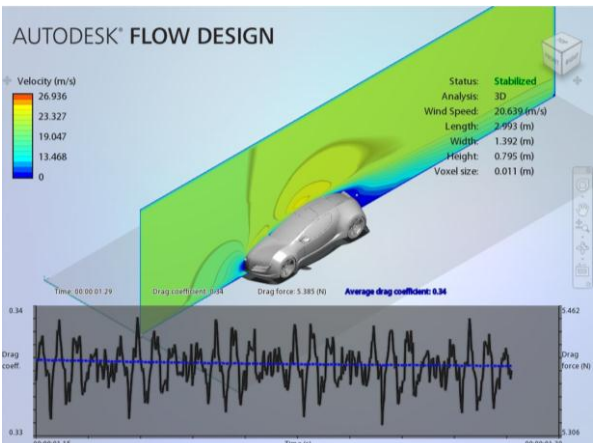 AUTODESK® FLOW DESIGN
Velocity (m/s)
26.936
23.327
19.047
13.468
0
Status: Stabilized
Analysis: 3D
Wind Speed: 20.639 (m/s)
Length: 2.993 (m)
Width: 1.392 (m)
Height: 0.795 (m)
Voxel size: 0.011 (m)
Time: 00:00:01.29 Drag coefficient: 0.34 Drag force: 5.385 (N) Average drag coefficient: 0.34
0.34
Drag
coeff.
0.33
5.462
Drag
force (N)
5.306